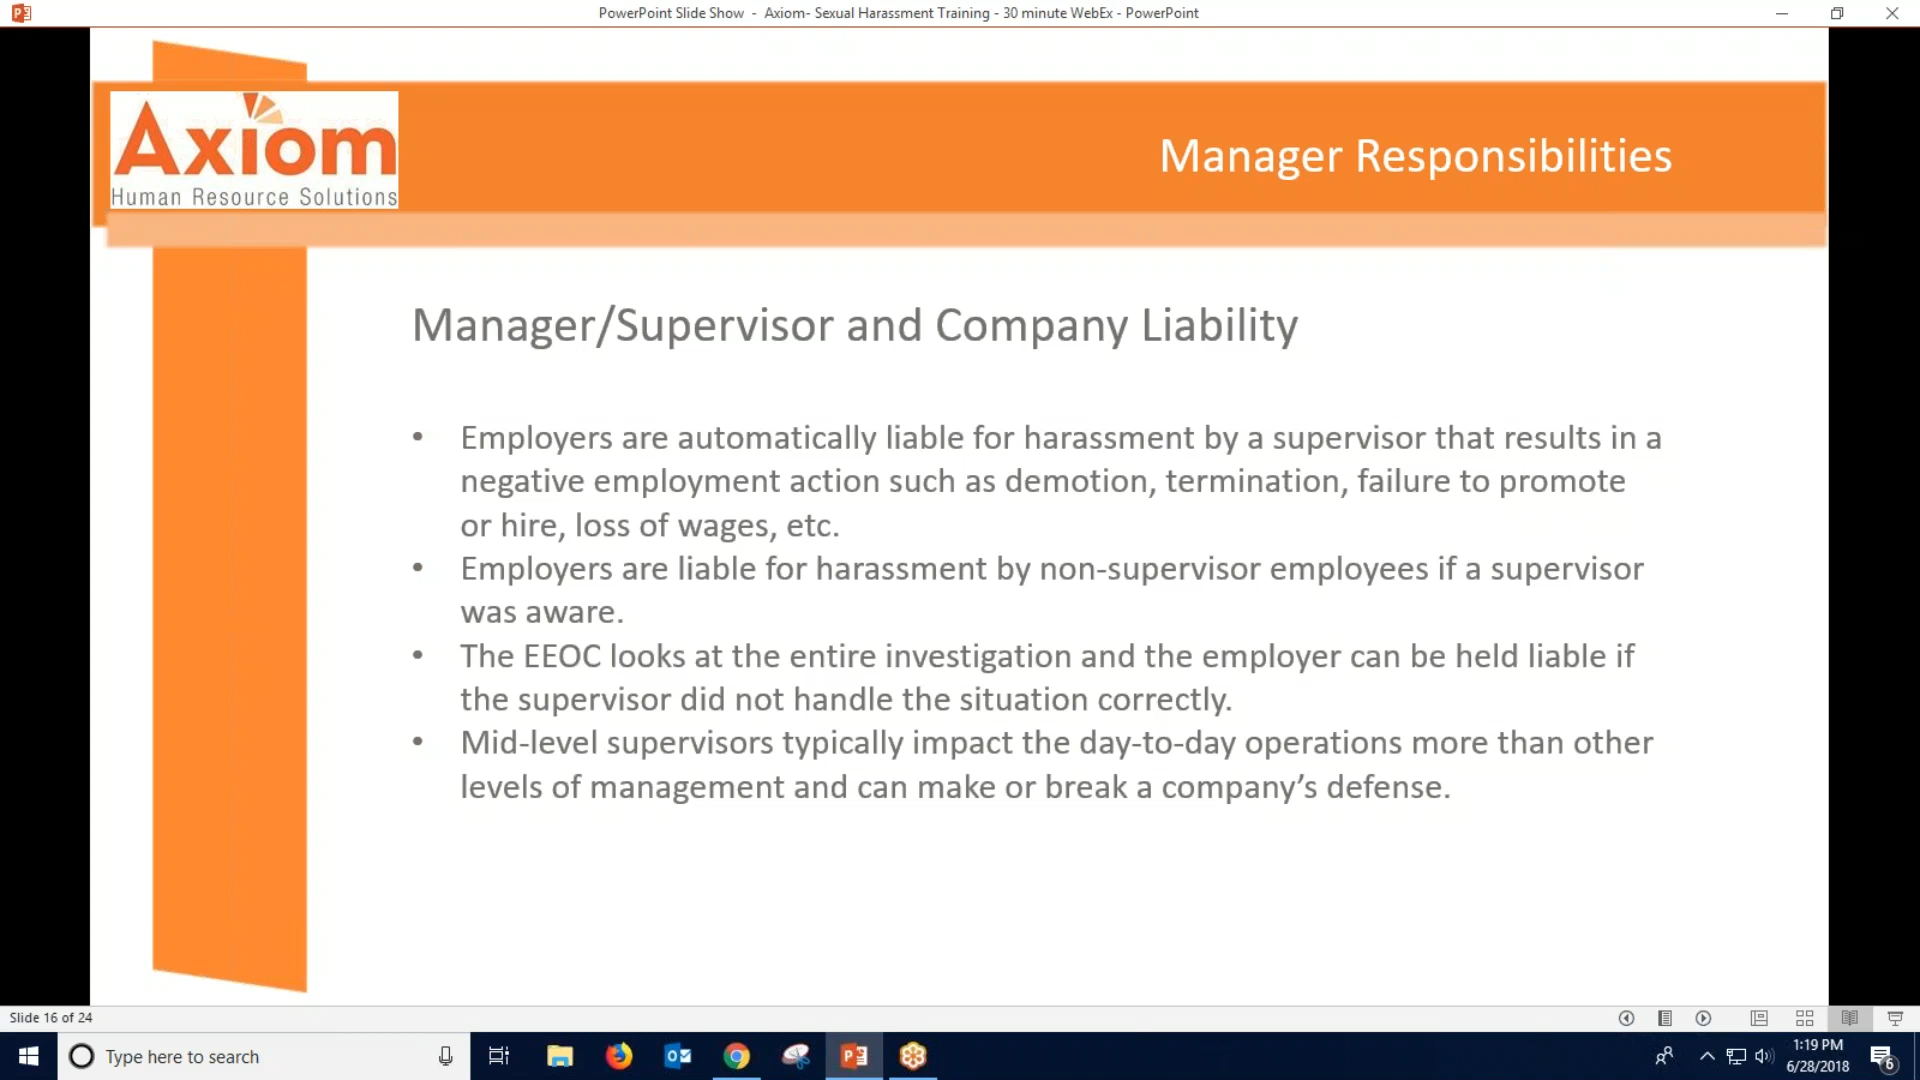 PowerPoint Slide Show - Axiom- Sexual Harassment Training - 30 minute WebEx - PowerPoint
Axiom
Human Resource Solutions
Manager Responsibilities
Manager/Supervisor and Company Liability
• Employers are automatically liable for harassment by a supervisor that results in a
negative employment action such as demotion, termination, failure to promote
or hire, loss of wages, etc.
• Employers are liable for harassment by non-supervisor employees if a supervisor
was aware.
• The EEOC looks at the entire investigation and the employer can be held liable if
the supervisor did not handle the situation correctly.
• Mid-level supervisors typically impact the day-to-day operations more than other
levels of management and can make or break a company’s defense.
Slide 16 of 24
Type here to search
1:19 PM
6/28/2018
6